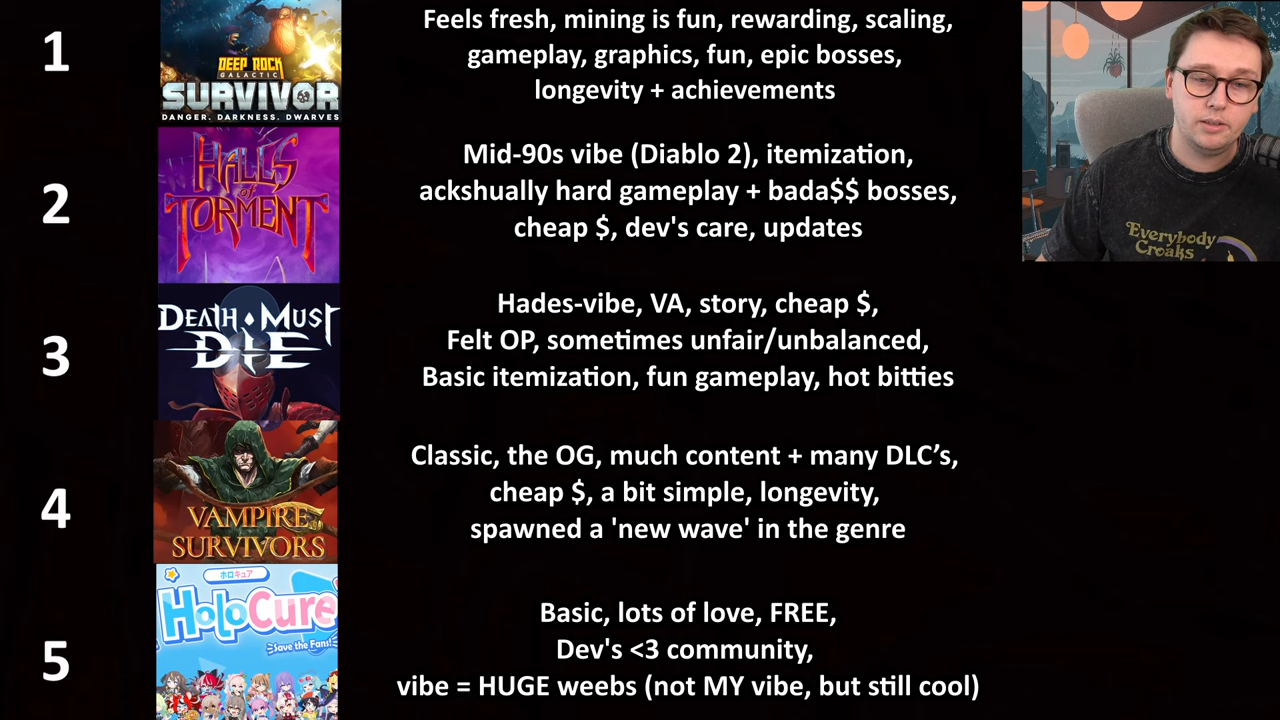 1
DEEP ROCK
GALACTIC
SURVIVOR
DANGER. DARKNESS. DWARVES
Feels fresh, mining is fun, rewarding, scaling,
gameplay, graphics, fun, epic bosses,
longevity + achievements
Everybody
Croaks
2
HALLS
of
TORMENT
Mid-90s vibe (Diablo 2), itemization,
ackshually hard gameplay + bada$$ bosses,
cheap $, dev's care, updates
3
DEATH MUST
DIE
Hades-vibe, VA, story, cheap $,
Felt OP, sometimes unfair/unbalanced,
Basic itemization, fun gameplay, hot bitties
4
VAMPIRE
SURVIVORS
Classic, the OG, much content + many DLC’s,
cheap $, a bit simple, longevity,
spawned a 'new wave' in the genre
5
ホロキュア
HoloCure
Save the Fans!
Basic, lots of love, FREE,
Dev's <3 community,
vibe = HUGE weebs (not MY vibe, but still cool)